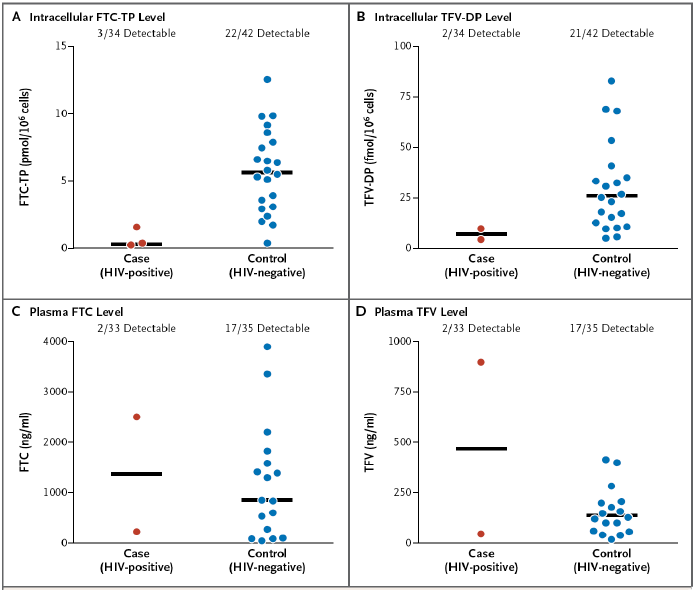 A Intracellular FTC-TP Level
3/34 Detectable 22/42 Detectable
15
10
5
0
FTC-TP (pmol/10⁶ cells)
Case
(HIV-positive)
Control
(HIV-negative)
B Intracellular TFV-DP Level
2/34 Detectable 21/42 Detectable
100
75
50
25
0
TFV-DP (fmol/10⁶ cells)
Case
(HIV-positive)
Control
(HIV-negative)
C Plasma FTC Level
2/33 Detectable 17/35 Detectable
4000
3000
2000
1000
0
FTC (ng/ml)
Case
(HIV-positive)
Control
(HIV-negative)
D Plasma TFV Level
2/33 Detectable 17/35 Detectable
1000
750
500
250
0
TFV (ng/ml)
Case
(HIV-positive)
Control
(HIV-negative)